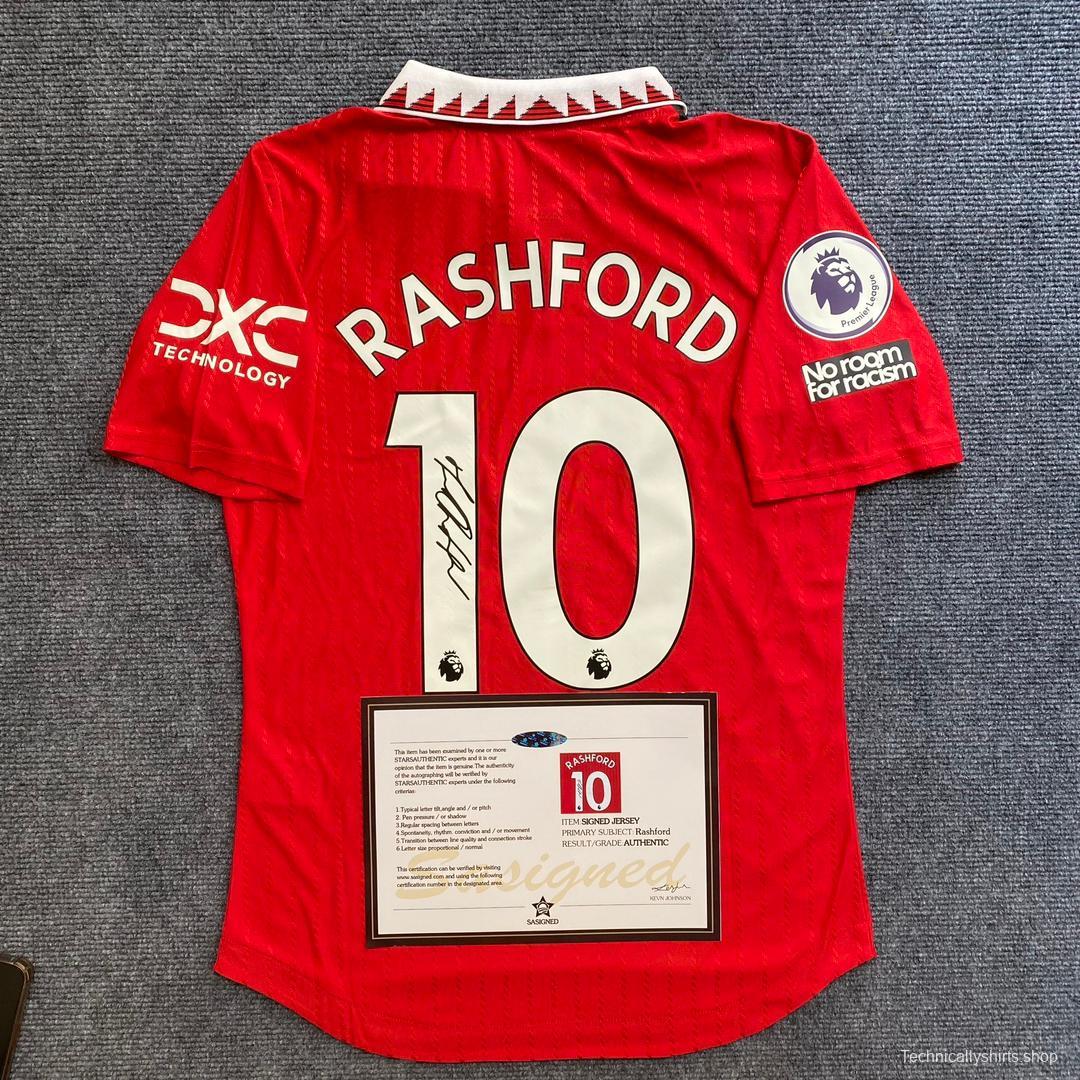 RASHFORD
DXC
TECHNOLOGY
Premier League
No room
for racism
10
This item has been examined by one or more
STARSAUTHENTIC experts and it is our
opinion that the item is genuine. The authenticity
of the autographing will be verified by
STARSAUTHENTIC experts under the following
criterias:
1.Typical letter tilt,angle and / or pitch
2. Pen pressure / or shadow
3.Regular spacing between letters
4.Spontaneity, rhythm. conviction and / or movement
5.Transition between line quality and connection stroke
6.Letter size proportional / normal
This certification can be verified by visiting
www.sasigned.com and using the following
certification number in the designated area.
RASHFORD
10
ITEM:SIGNED JERSEY
PRIMARY SUBJECT: Rashford
RESULT/GRADE:AUTHENTIC
Sasigned
KEVN JOHNSON
SASIGNED
Technicallyshirts.shop